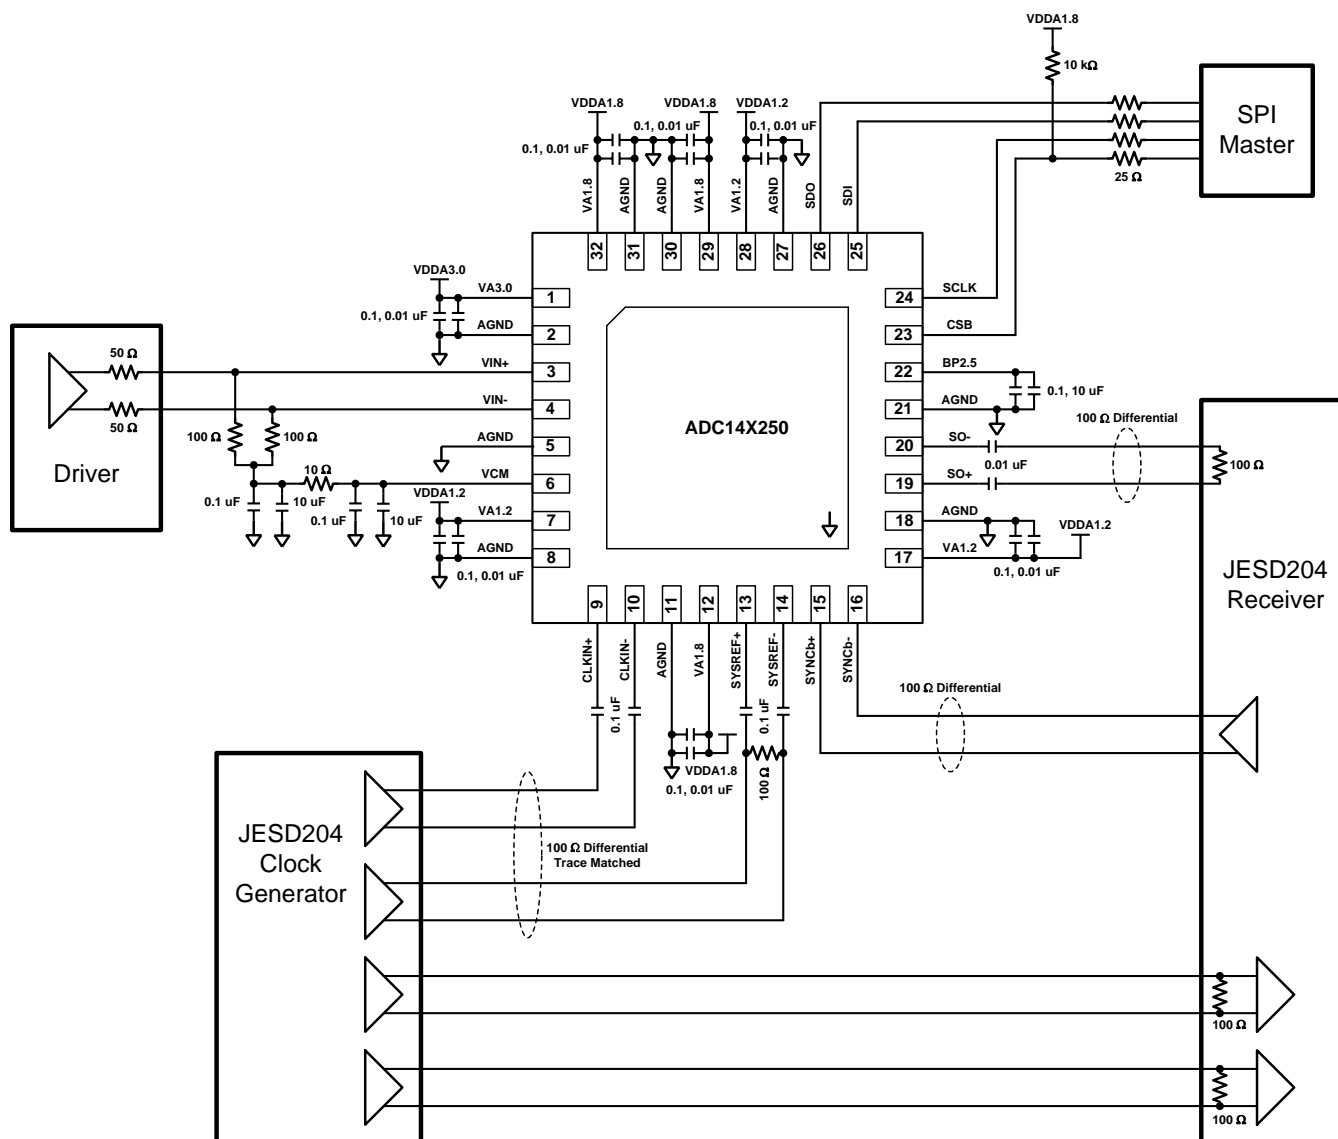 VDDA1.8
10 kΩ
SPI
Master
25 Ω
VDDA1.8
VDDA1.8
VDDA1.2
0.1, 0.01 uF
0.1, 0.01 uF
0.1, 0.01 uF
VA1.8
AGND
AGND
VA1.8
VA1.2
AGND
SDO
SDI
32
31
30
29
28
27
26
25
VDDA3.0
0.1, 0.01 uF
VA3.0
AGND
VIN+
VIN-
AGND
VCM
VA1.2
AGND
1
2
3
4
5
6
7
8
50 Ω
50 Ω
Driver
100 Ω
100 Ω
10 Ω
0.1 uF
10 uF
0.1 uF
10 uF
VDDA1.2
0.1, 0.01 uF
ADC14X250
24
23
22
21
20
19
18
17
SCLK
CSB
BP2.5
AGND
SO-
SO+
AGND
VA1.2
0.1, 10 uF
100 Ω Differential
0.01 uF
100 Ω
VDDA1.2
0.1, 0.01 uF
JESD204
Receiver
9
10
11
12
13
14
15
16
CLKIN+
CLKIN-
AGND
VA1.8
SYSREF+
SYSREF-
SYNCb+
SYNCb-
0.1 uF
0.1 uF
VDDA1.8
0.1, 0.01 uF
100 Ω
100 Ω Differential
JESD204
Clock
Generator
100 Ω Differential
Trace Matched
100 Ω
100 Ω